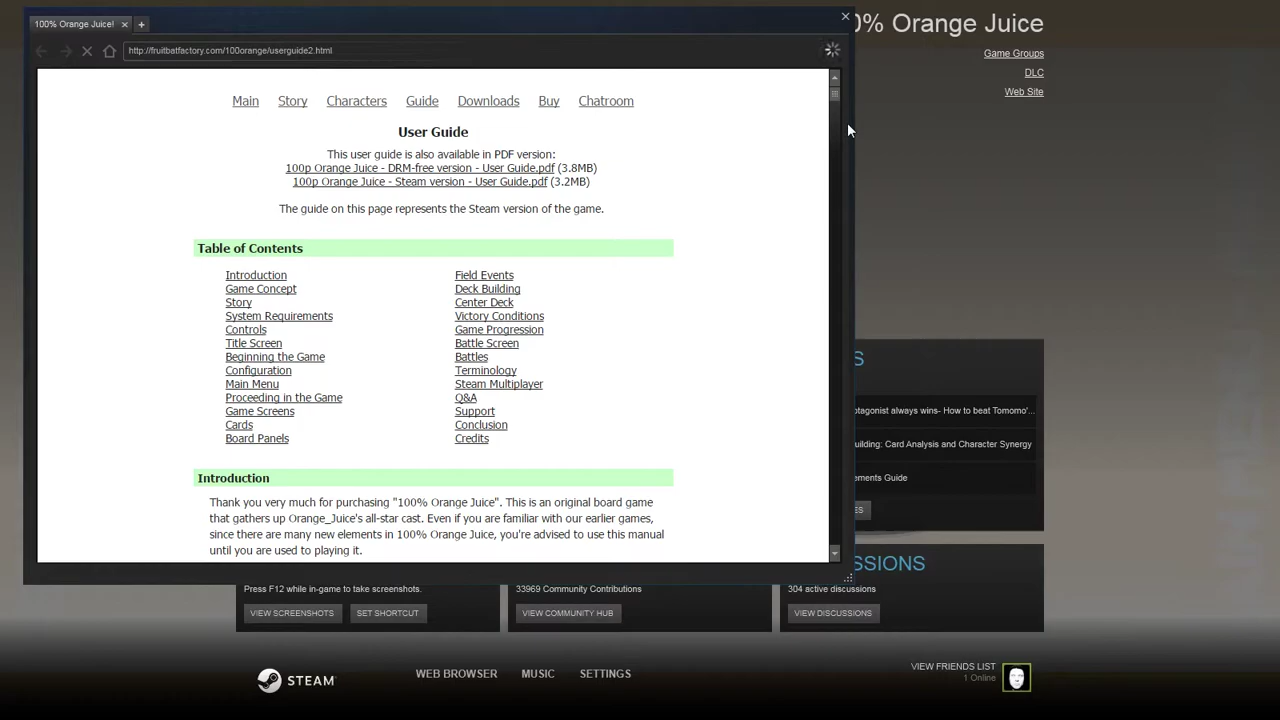 100% Orange Juice!
0% Orange Juice
http://fruitbatfactory.com/100orange/userguide2.html
Game Groups
DLC
Web Site
Main Story Characters Guide Downloads Buy Chatroom
User Guide
This user guide is also available in PDF version:
100p Orange Juice - DRM-free version - User Guide.pdf (3.8MB)
100p Orange Juice - Steam version - User Guide.pdf (3.2MB)
The guide on this page represents the Steam version of the game.
Table of Contents
Introduction
Game Concept
Story
System Requirements
Controls
Title Screen
Beginning the Game
Configuration
Main Menu
Proceeding in the Game
Game Screens
Cards
Board Panels
Field Events
Deck Building
Center Deck
Victory Conditions
Game Progression
Battle Screen
Battles
Terminology
Steam Multiplayer
Q&A
Support
Conclusion
Credits
Introduction
Thank you very much for purchasing "100% Orange Juice". This is an original board game
that gathers up Orange_Juice's all-star cast. Even if you are familiar with our earlier games,
since there are many new elements in 100% Orange Juice, you're advised to use this manual
until you are used to playing it.
S
otagonist always wins- How to beat Tomomo'...
uilding: Card Analysis and Character Synergy
ements Guide
ES
SSIONS
Press F12 while in-game to take screenshots.
VIEW SCREENSHOTS SET SHORTCUT
33969 Community Contributions
VIEW COMMUNITY HUB
304 active discussions
VIEW DISCUSSIONS
STEAM
WEB BROWSER MUSIC SETTINGS
VIEW FRIENDS LIST
1 Online